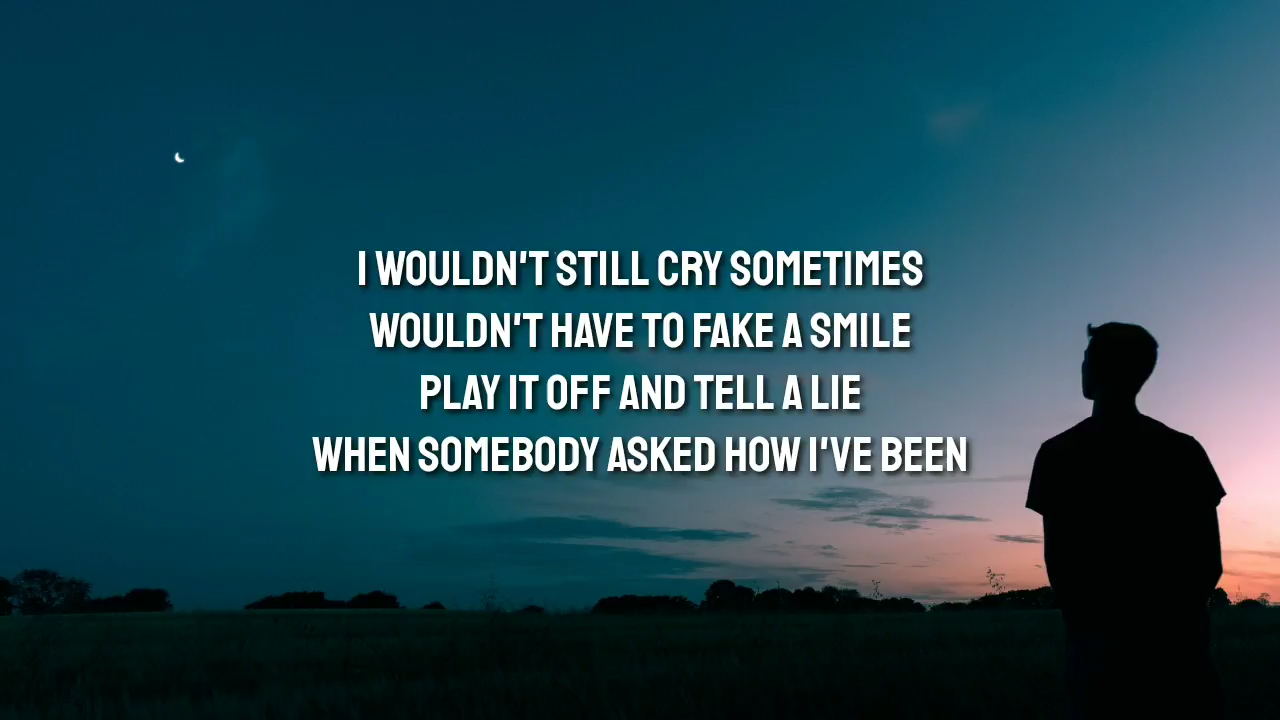 I WOULDN'T STILL CRY SOMETIMES
WOULDN'T HAVE TO FAKE A SMILE
PLAY IT OFF AND TELL A LIE
WHEN SOMEBODY ASKED HOW I'VE BEEN